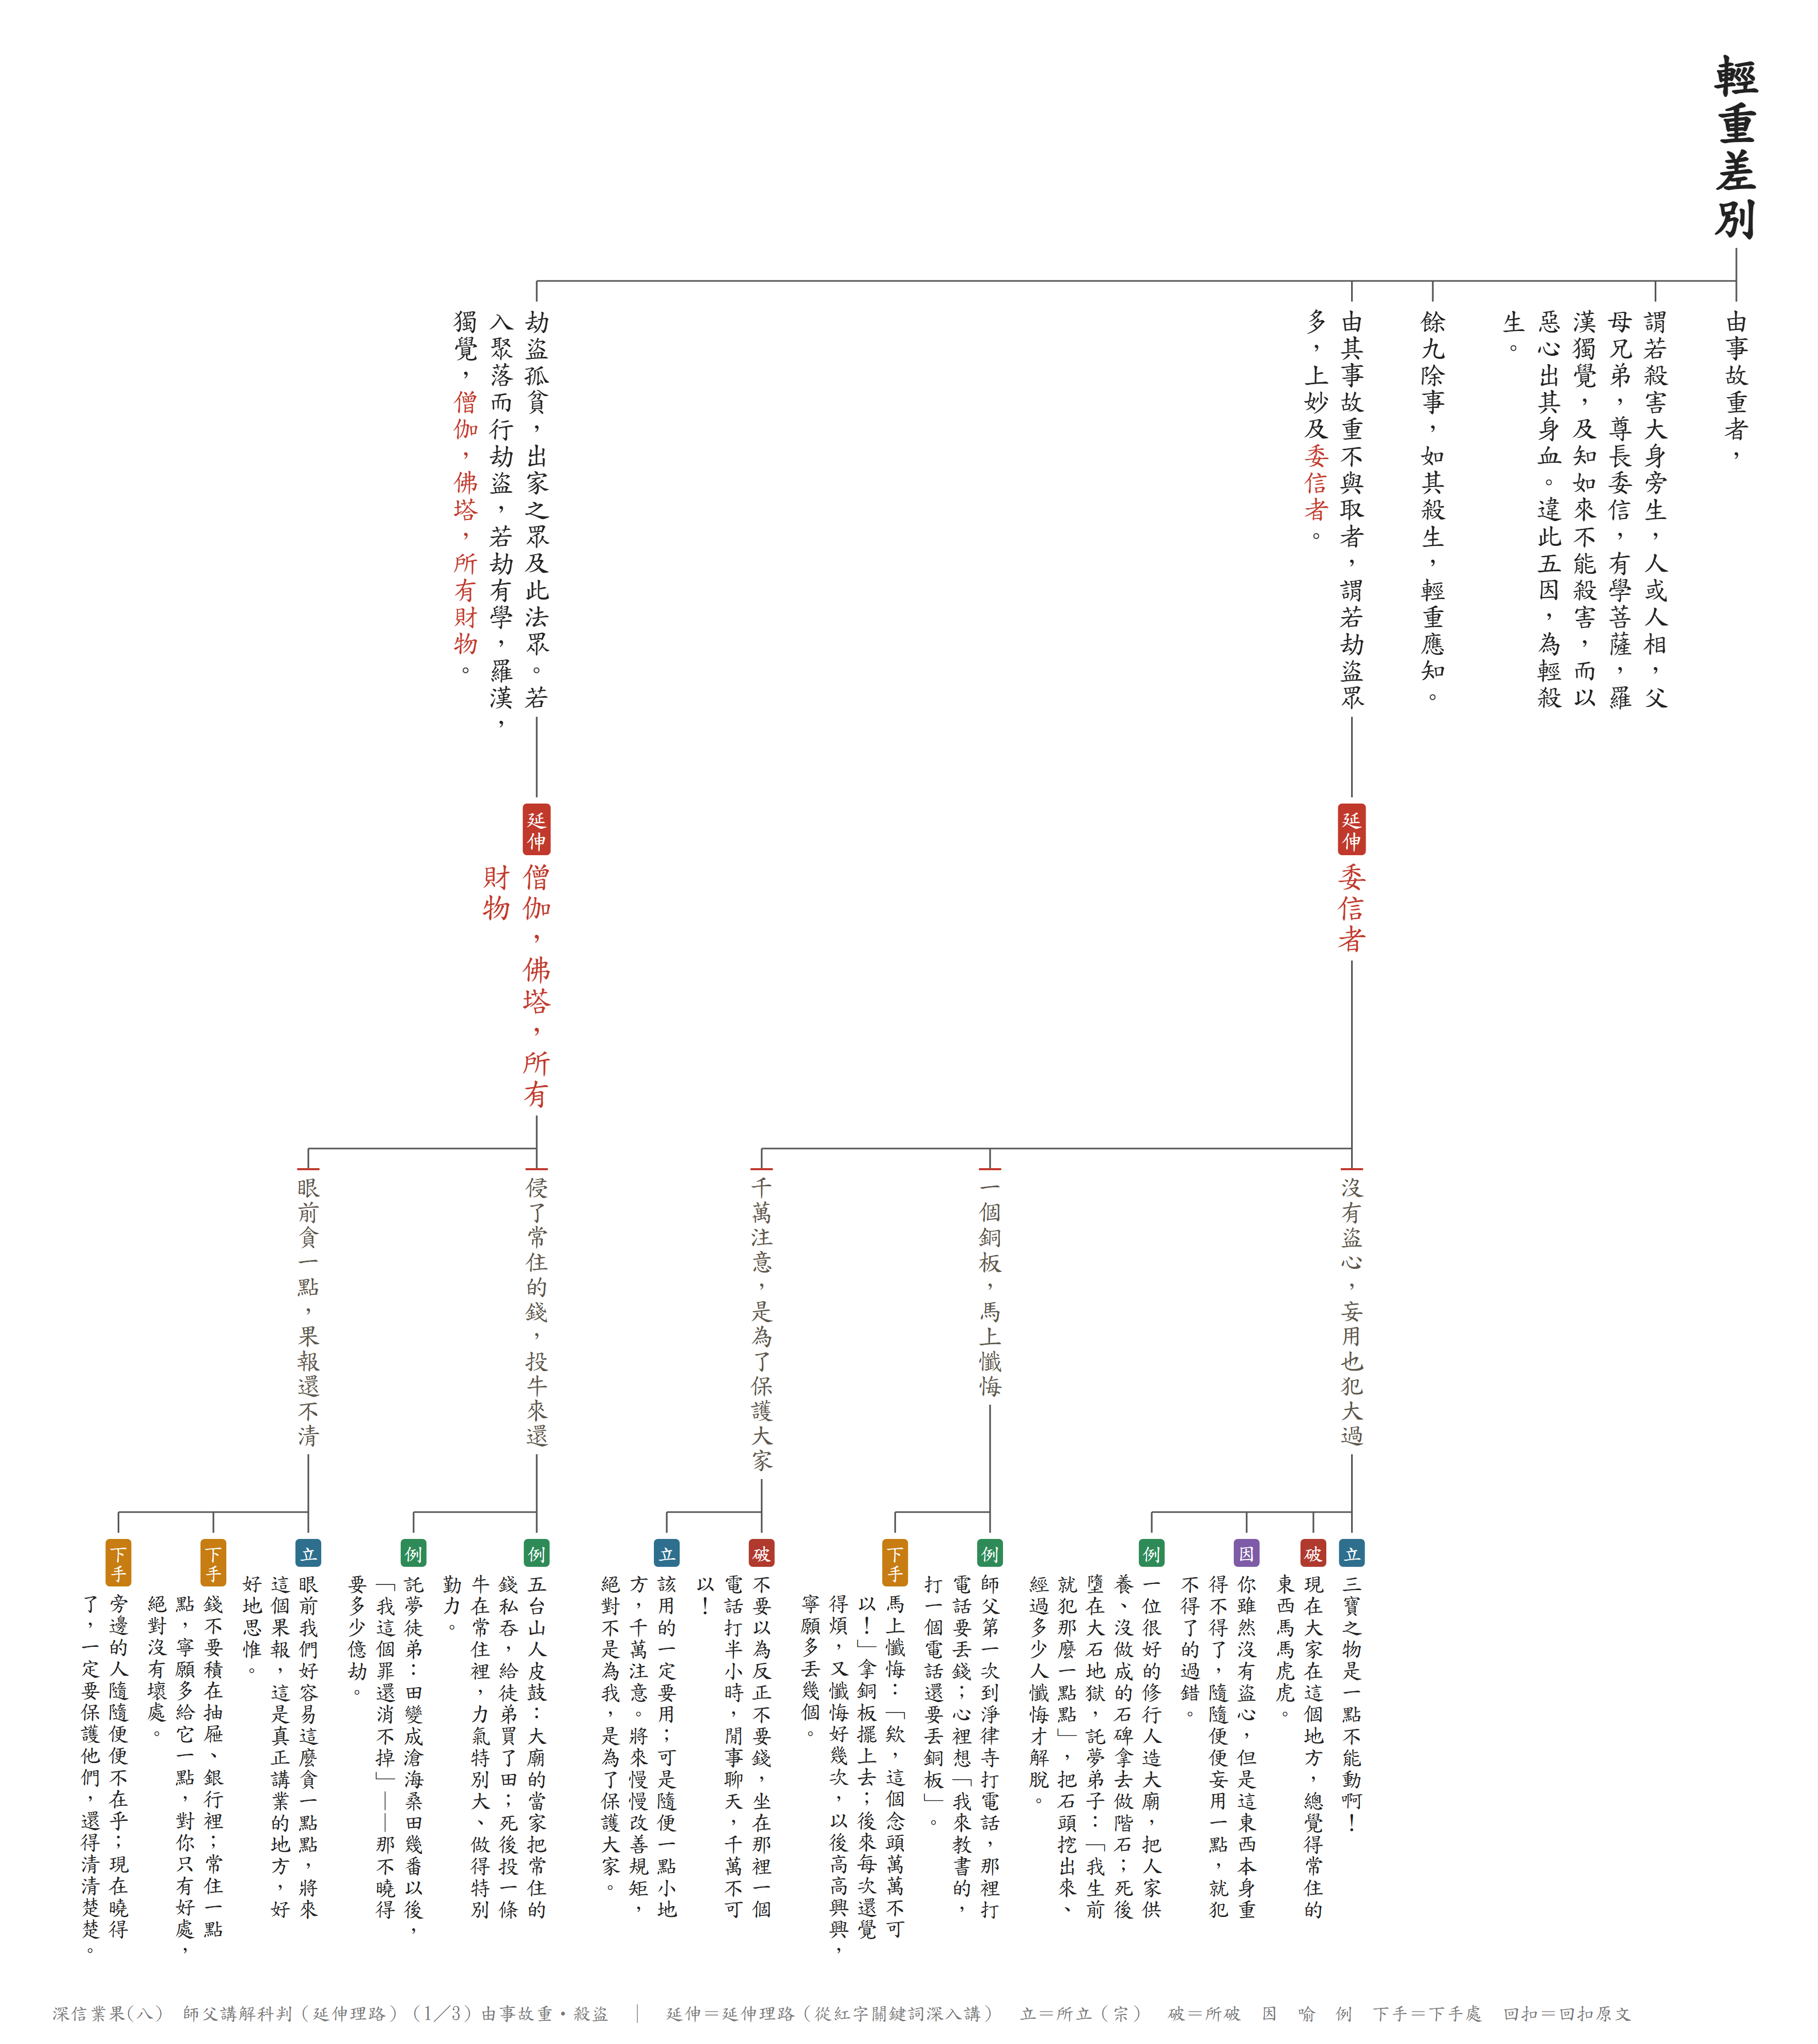 輕重差別
由事故重者，
謂若殺害大身旁生，人或人相，父
母兄弟，尊長委信，有學菩薩，羅
漢獨覺，及知如來不能殺害，而以
惡心出其身血。違此五因，為輕殺
生。
餘九除事，如其殺生，輕重應知。
由其事故重不與取者，謂若劫盜眾
多，上妙及委信者。
劫盜孤貧，出家之眾及此法眾。若
入聚落而行劫盜，若劫有學，羅漢，
獨覺，僧伽，佛塔，所有財物。
延伸
委信者
延伸
僧伽，佛塔，所有
財物
沒有盜心，妄用也犯大過
一個銅板，馬上懺悔
千萬注意，是為了保護大家
侵了常住的錢，投牛來還
眼前貪一點，果報還不清
立
三寶之物是一點不能動啊！
破
現在大家在這個地方，總覺得常住的
東西馬馬虎虎。
因
你雖然沒有盜心，但是這東西本身重
得不得了，隨隨便便妄用一點，就犯
不得了的過錯。
例
一位很好的修行人造大廟，把人家供
養、沒做成的石碑拿去做階石；死後
墮在大石地獄，託夢弟子：「我生前
就犯那麼一點點」，把石頭挖出來、
經過多少人懺悔才解脫。
例
師父第一次到淨律寺打電話，那裡打
電話要丟錢；心裡想「我來教書的，
打一個電話還要丟銅板」。
下手
馬上懺悔：「欸，這個念頭萬萬不可
以！」拿銅板擺上去；後來每次還覺
得煩，又懺悔好幾次，以後高高興興，
寧願多丟幾個。
破
不要以為反正不要錢，坐在那裡一個
電話打半小時，閒事聊天，千萬不可
以！
立
該用的一定要用；可是隨便一點小地
方，千萬注意。將來慢慢改善規矩，
絕對不是為我，是為了保護大家。
例
五台山人皮鼓：大廟的當家把常住的
錢私吞，給徒弟買了田；死後投一條
牛在常住裡，力氣特別大、做得特別
勤力。
例
託夢徒弟：田變成滄海桑田幾番以後，
「我這個罪還消不掉」——那不曉得
要多少億劫。
立
眼前我們好容易這麼貪一點點，將來
這個果報，這是真正講業的地方，好
好地思惟。
下手
錢不要積在抽屜、銀行裡；常住一點
點，寧願多給它一點，對你只有好處，
絕對沒有壞處。
下手
旁邊的人隨隨便便不在乎；現在曉得
了，一定要保護他們，還得清清楚楚。
深信業果(八)　師父講解科判（延伸理路）（1／3）由事故重・殺盜　｜　延伸＝延伸理路（從紅字關鍵詞深入講）　立＝所立（宗）　破＝所破　因　喻　例　下手＝下手處　回扣＝回扣原文